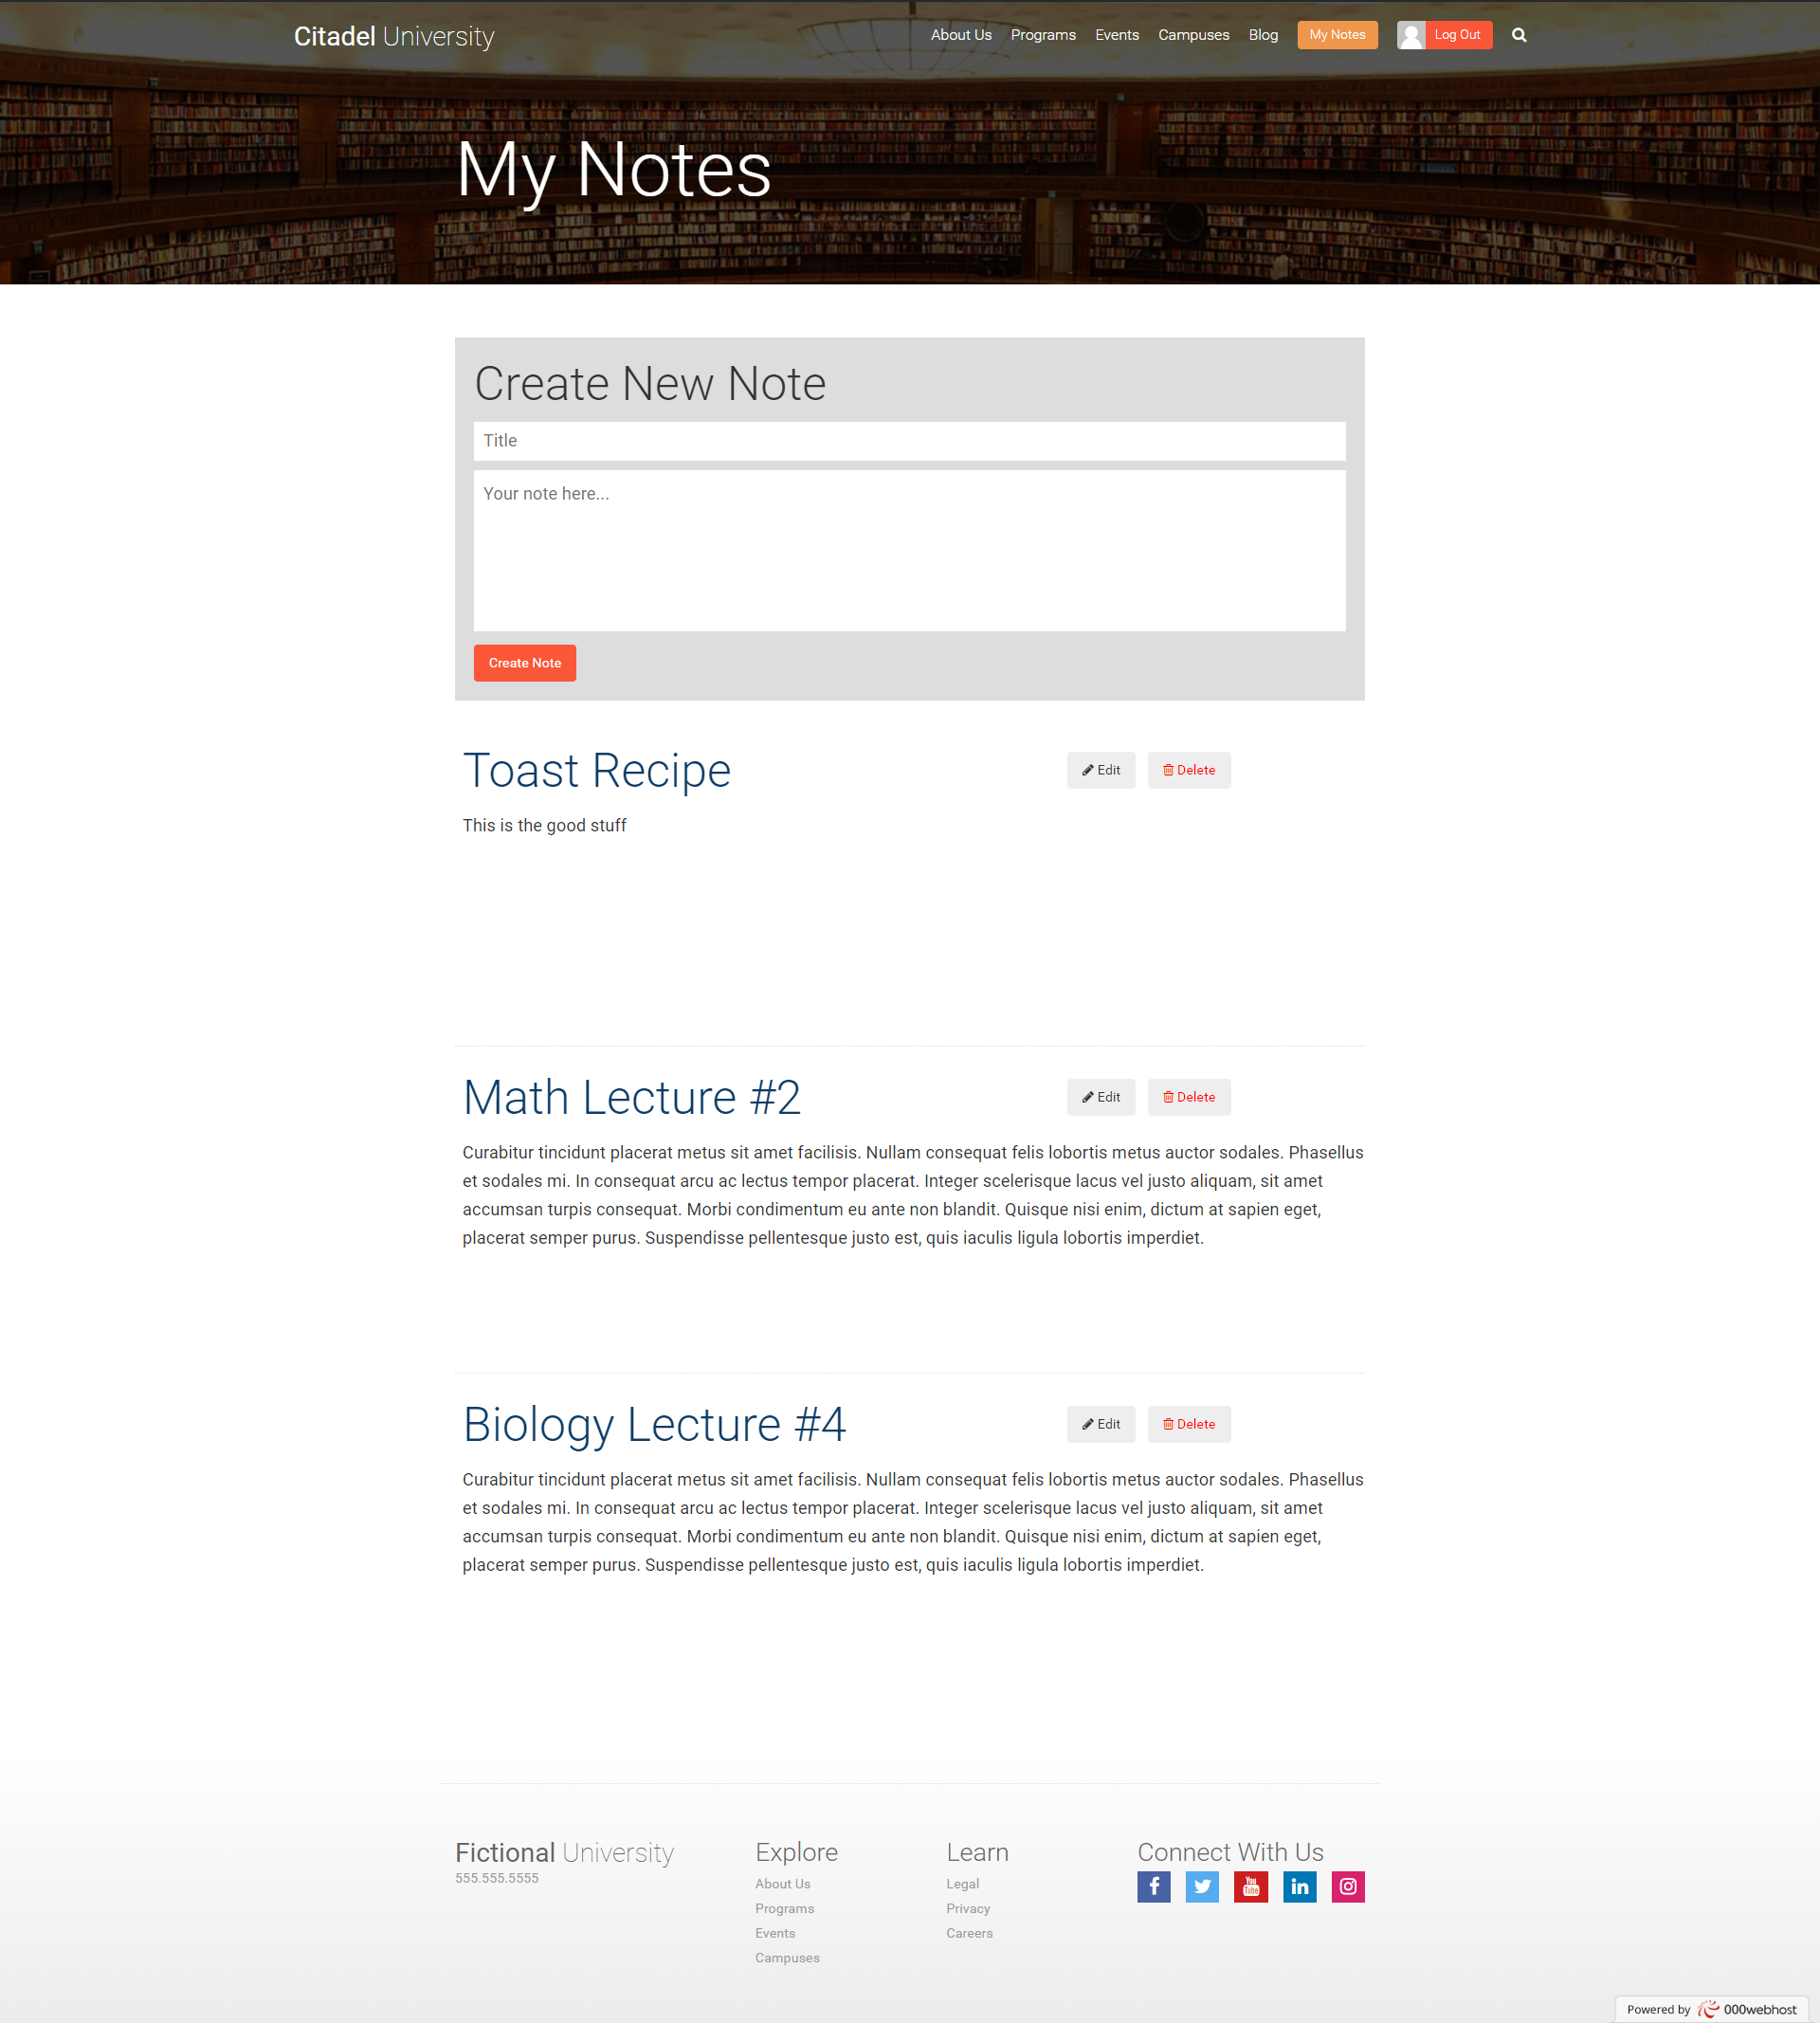 Citadel University
About Us Programs Events Campuses Blog My Notes Log Out
My Notes
Create New Note
Title
Your note here...
Create Note
Toast Recipe
Edit Delete
This is the good stuff
Math Lecture #2
Edit Delete
Curabitur tincidunt placerat metus sit amet facilisis. Nullam consequat felis lobortis metus auctor sodales. Phasellus
et sodales mi. In consequat arcu ac lectus tempor placerat. Integer scelerisque lacus vel justo aliquam, sit amet
accumsan turpis consequat. Morbi condimentum eu ante non blandit. Quisque nisi enim, dictum at sapien eget,
placerat semper purus. Suspendisse pellentesque justo est, quis iaculis ligula lobortis imperdiet.
Biology Lecture #4
Edit Delete
Curabitur tincidunt placerat metus sit amet facilisis. Nullam consequat felis lobortis metus auctor sodales. Phasellus
et sodales mi. In consequat arcu ac lectus tempor placerat. Integer scelerisque lacus vel justo aliquam, sit amet
accumsan turpis consequat. Morbi condimentum eu ante non blandit. Quisque nisi enim, dictum at sapien eget,
placerat semper purus. Suspendisse pellentesque justo est, quis iaculis ligula lobortis imperdiet.
Fictional University
555.555.5555
Explore
About Us
Programs
Events
Campuses
Learn
Legal
Privacy
Careers
Connect With Us
f You Tube in
Powered by 000webhost